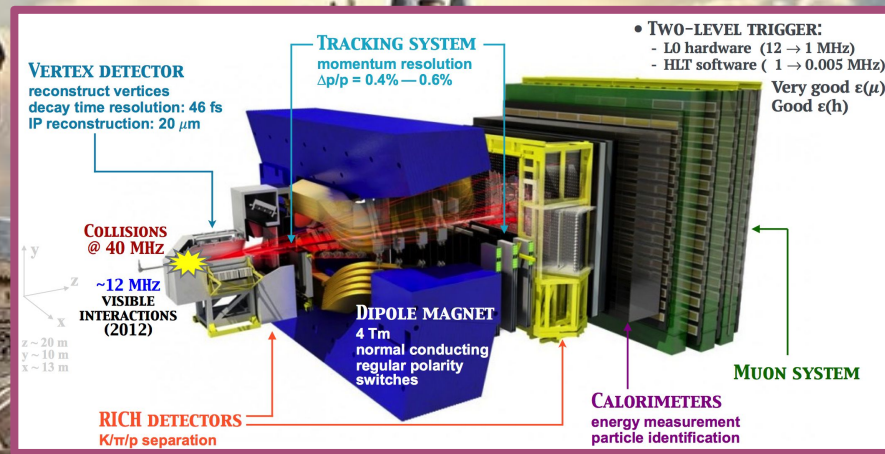 • Two-level trigger:
- L0 hardware (12 → 1 MHz)
- HLT software ( 1 → 0.005 MHz)
Very good ε(μ)
Good ε(h)
Tracking system
momentum resolution
Δp/p = 0.4% — 0.6%
Vertex detector
reconstruct vertices
decay time resolution: 46 fs
IP reconstruction: 20 μm
Collisions
@ 40 MHz
~12 MHz
visible
interactions
(2012)
y
z
x
z ~ 20 m
y ~ 10 m
x ~ 13 m
Dipole magnet
4 Tm
normal conducting
regular polarity
switches
RICH detectors
K/π/p separation
Calorimeters
energy measurement
particle identification
Muon system